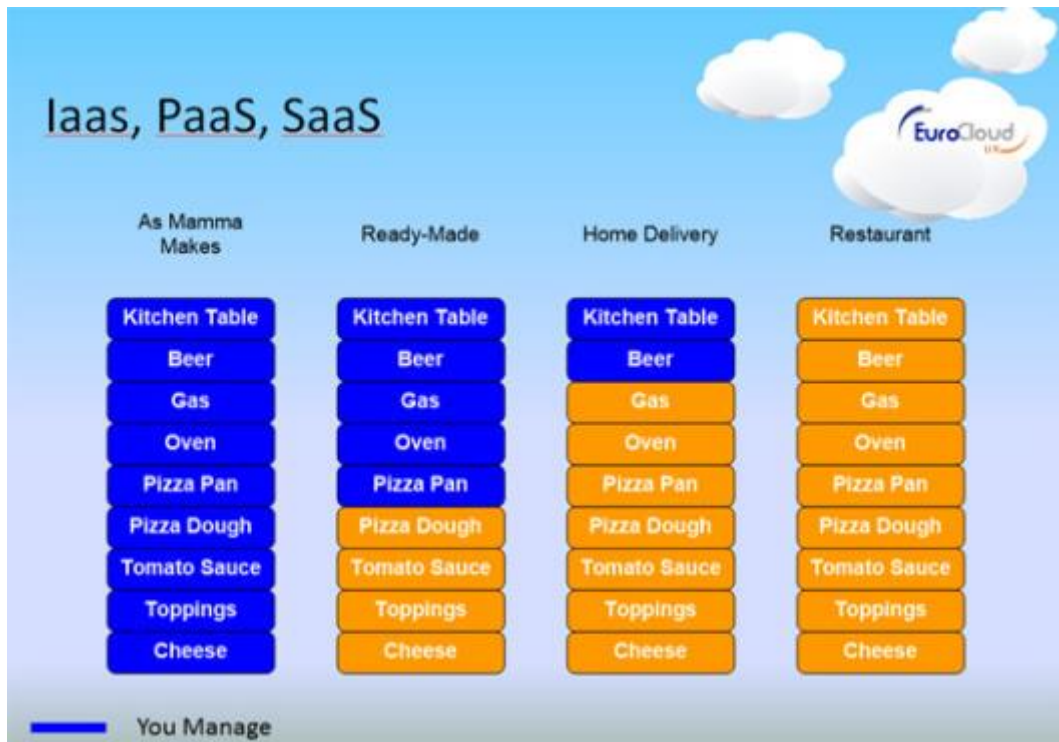 Iaas, PaaS, SaaS
EuroCloud
UK
As Mamma
Makes
Ready-Made
Home Delivery
Restaurant
Kitchen Table
Beer
Gas
Oven
Pizza Pan
Pizza Dough
Tomato Sauce
Toppings
Cheese
Kitchen Table
Beer
Gas
Oven
Pizza Pan
Pizza Dough
Tomato Sauce
Toppings
Cheese
Kitchen Table
Beer
Gas
Oven
Pizza Pan
Pizza Dough
Tomato Sauce
Toppings
Cheese
Kitchen Table
Beer
Gas
Oven
Pizza Pan
Pizza Dough
Tomato Sauce
Toppings
Cheese
You Manage